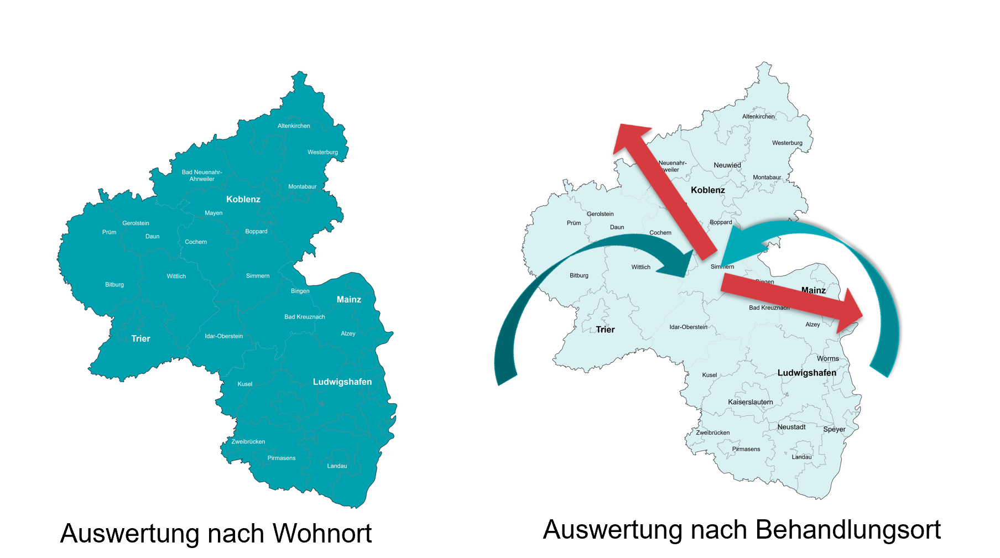 Altenkirchen
Westerburg
Bad Neuenahr-
Ahrweiler
Montabaur
Koblenz
Mayen
Gerolstein
Prüm
Daun
Boppard
Cochem
Wittlich
Simmern
Bitburg
Bingen
Mainz
Bad Kreuznach
Trier
Idar-Oberstein
Alzey
Kusel
Ludwigshafen
Zweibrücken
Pirmasens
Landau
Auswertung nach Wohnort
Altenkirchen
Westerburg
Neuenahr-
Neuwied
Montabaur
Koblenz
Gerolstein
Prüm
Daun
Boppard
Cochem
Wittlich
Simmern
Bitburg
Mainz
Bad Kreuznach
Trier
Idar-Oberstein
Alzey
Worms
Kusel
Ludwigshafen
Kaiserslautern
Neustadt
Speyer
Zweibrücken
Pirmasens
Landau
Auswertung nach Behandlungsort